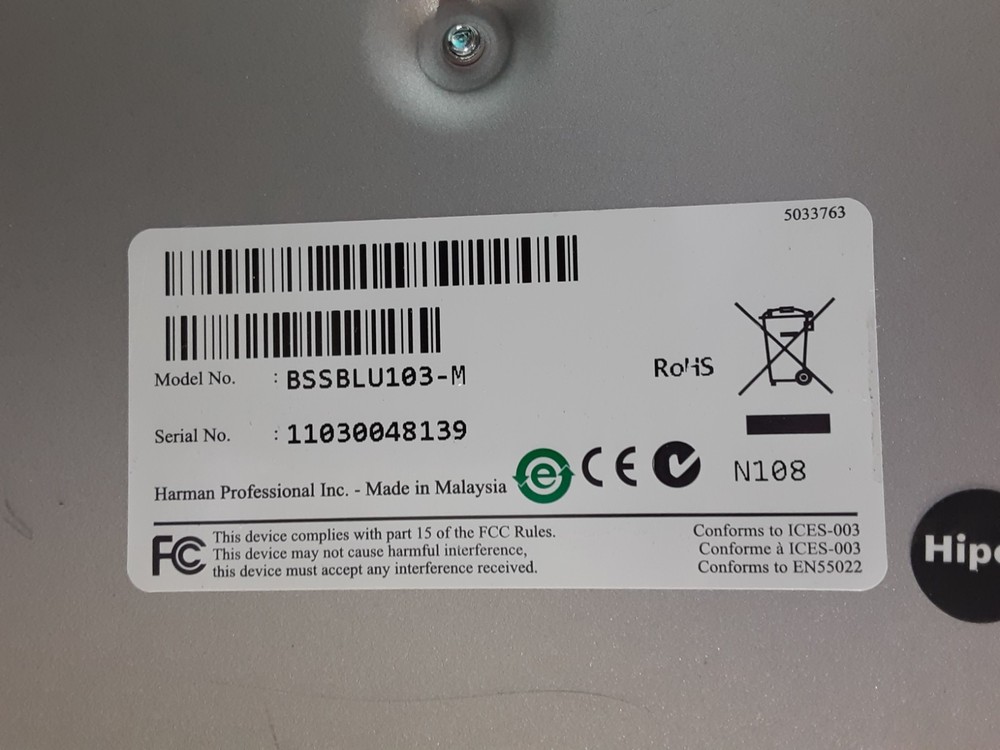 5033763
RoHS
Model No. : BSSBLU103-M
Serial No. : 11030048139
Harman Professional Inc. - Made in Malaysia e CE N108
FC
This device complies with part 15 of the FCC Rules.
This device may not cause harmful interference,
this device must accept any interference received.
Conforms to ICES-003
Conforme à ICES-003
Conforms to EN55022